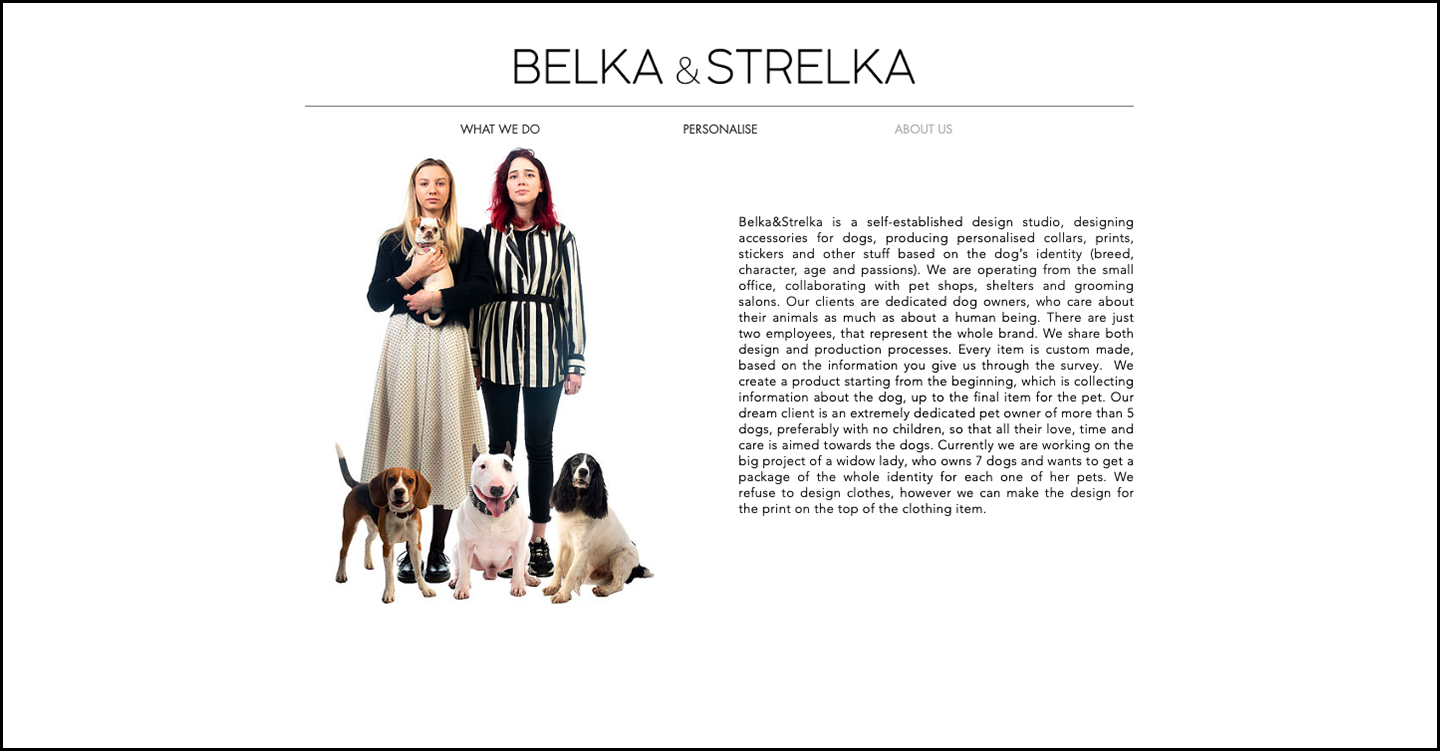 BELKA & STRELKA
WHAT WE DO
PERSONALISE
ABOUT US
Belka&Strelka is a self-established design studio, designing
accessories for dogs, producing personalised collars, prints,
stickers and other stuff based on the dog's identity (breed,
character, age and passions). We are operating from the small
office, collaborating with pet shops, shelters and grooming
salons. Our clients are dedicated dog owners, who care about
their animals as much as about a human being. There are just
two employees, that represent the whole brand. We share both
design and production processes. Every item is custom made,
based on the information you give us through the survey.  We
create a product starting from the beginning, which is collecting
information about the dog, up to the final item for the pet. Our
dream client is an extremely dedicated pet owner of more than 5
dogs, preferably with no children, so that all their love, time and
care is aimed towards the dogs. Currently we are working on the
big project of a widow lady, who owns 7 dogs and wants to get a
package of the whole identity for each one of her pets. We
refuse to design clothes, however we can make the design for
the print on the top of the clothing item.